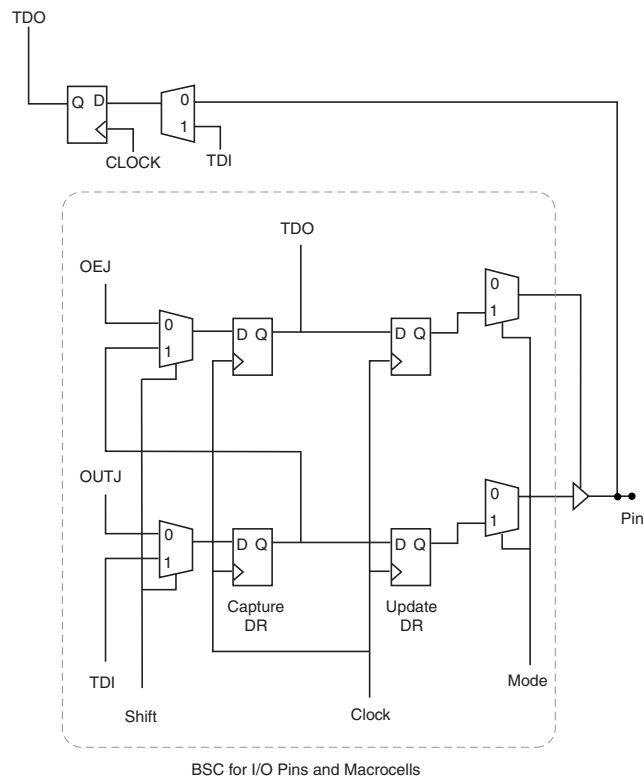 TDO
Q D
0
1
CLOCK
TDI
TDO
OEJ
0
1
D Q
D Q
0
1
OUTJ
0
1
D Q
D Q
0
1
Pin
Capture
DR
Update
DR
TDI
Shift
Clock
Mode
BSC for I/O Pins and Macrocells